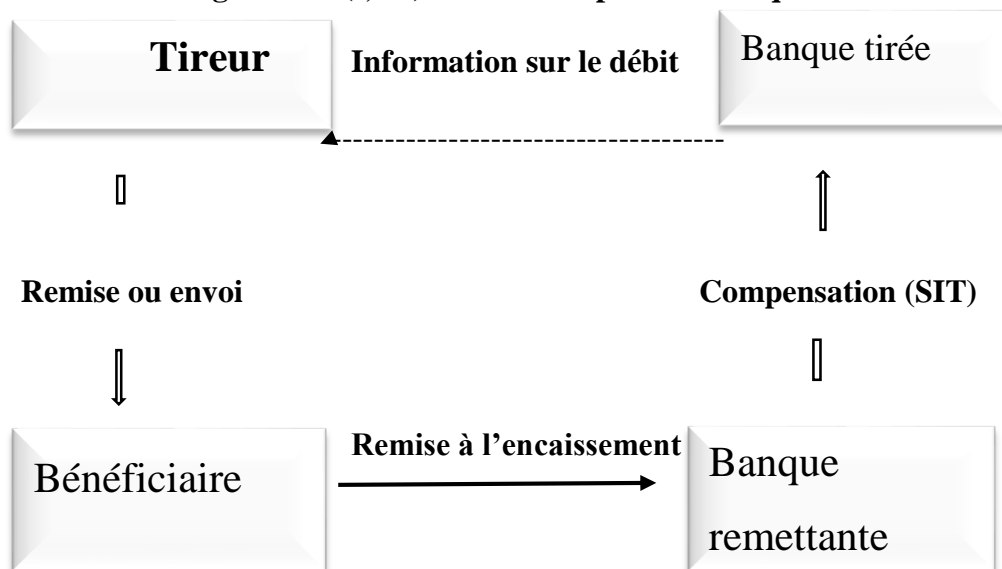 Tireur
Information sur le débit
Banque tirée
Remise ou envoi
Compensation (SIT)
Bénéficiaire
Remise à l’encaissement
Banque
remettante